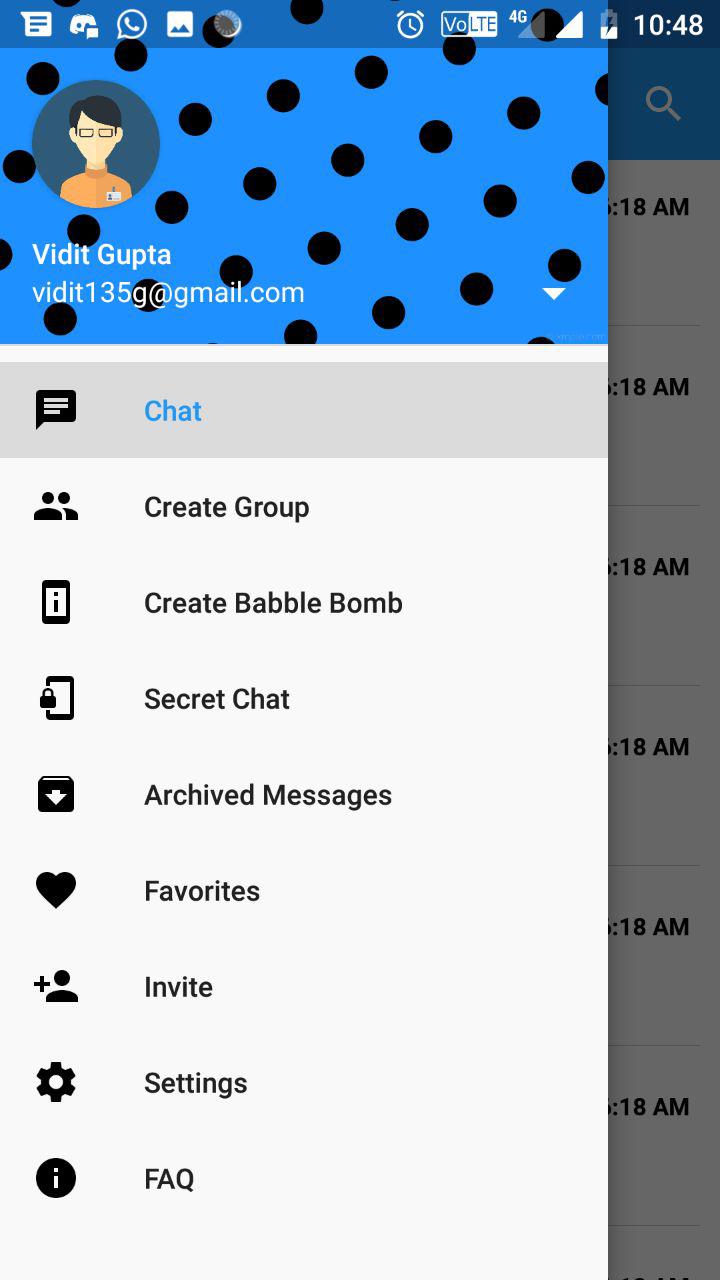 VoLTE 4G 10:48
Vidit Gupta
vidit135g@gmail.com
Chat
Create Group
Create Babble Bomb
Secret Chat
Archived Messages
Favorites
Invite
Settings
FAQ
:18 AM
:18 AM
:18 AM
:18 AM
:18 AM
:18 AM